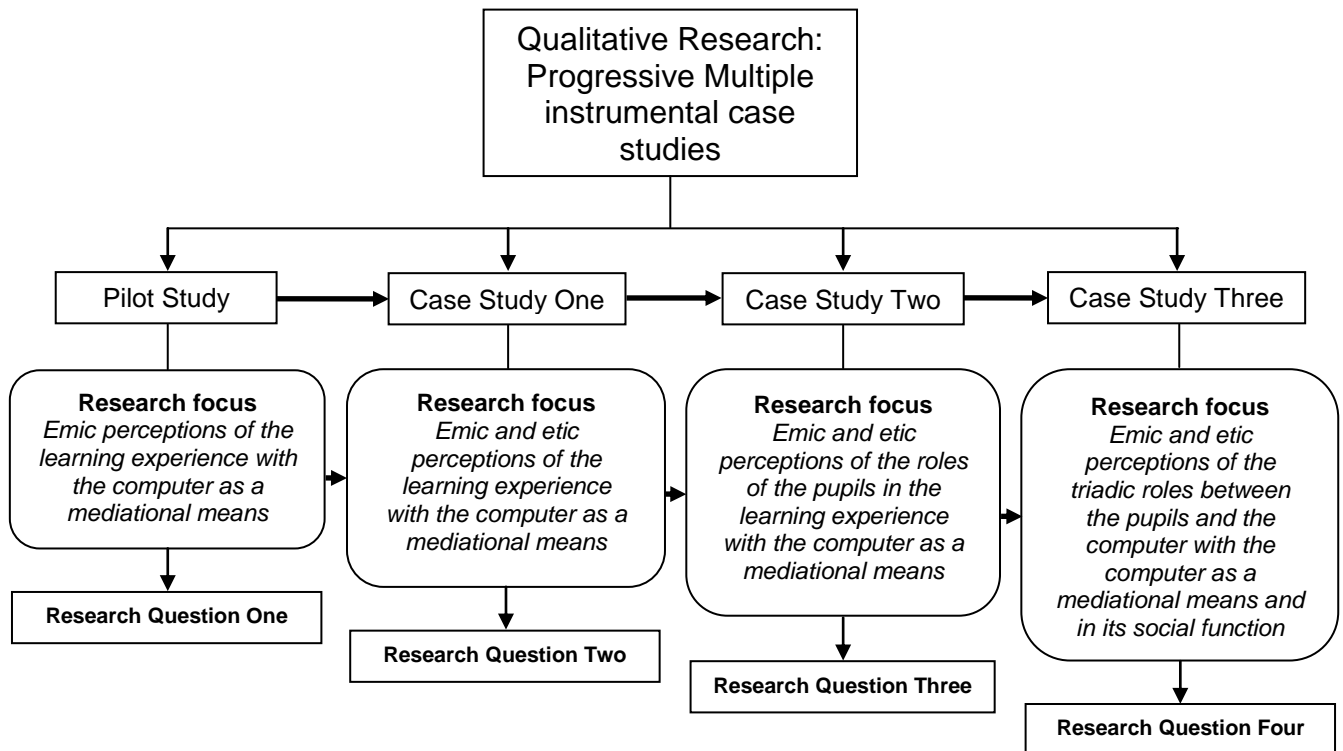 Qualitative Research:
Progressive Multiple
instrumental case
studies
Pilot Study
Case Study One
Case Study Two
Case Study Three
Research focus
Emic perceptions of the
learning experience with
the computer as a
mediational means
Research focus
Emic and etic
perceptions of the
learning experience
with the computer as a
mediational means
Research focus
Emic and etic
perceptions of the roles
of the pupils in the
learning experience
with the computer as a
mediational means
Research focus
Emic and etic
perceptions of the
triadic roles between
the pupils and the
computer with the
computer as a
mediational means and
in its social function
Research Question One
Research Question Two
Research Question Three
Research Question Four